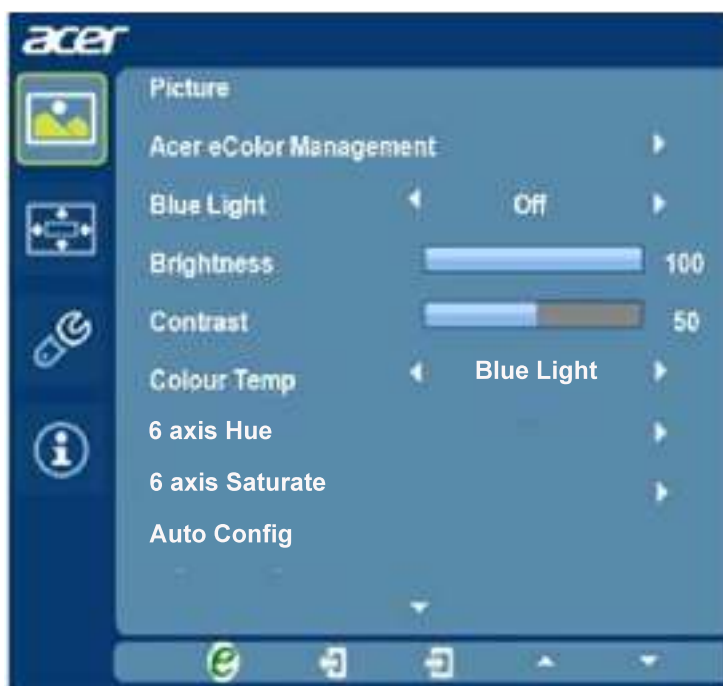 acer
Picture
Acer eColor Management
Blue Light Off
Brightness 100
Contrast 50
Colour Temp Blue Light
6 axis Hue
6 axis Saturate
Auto Config
e